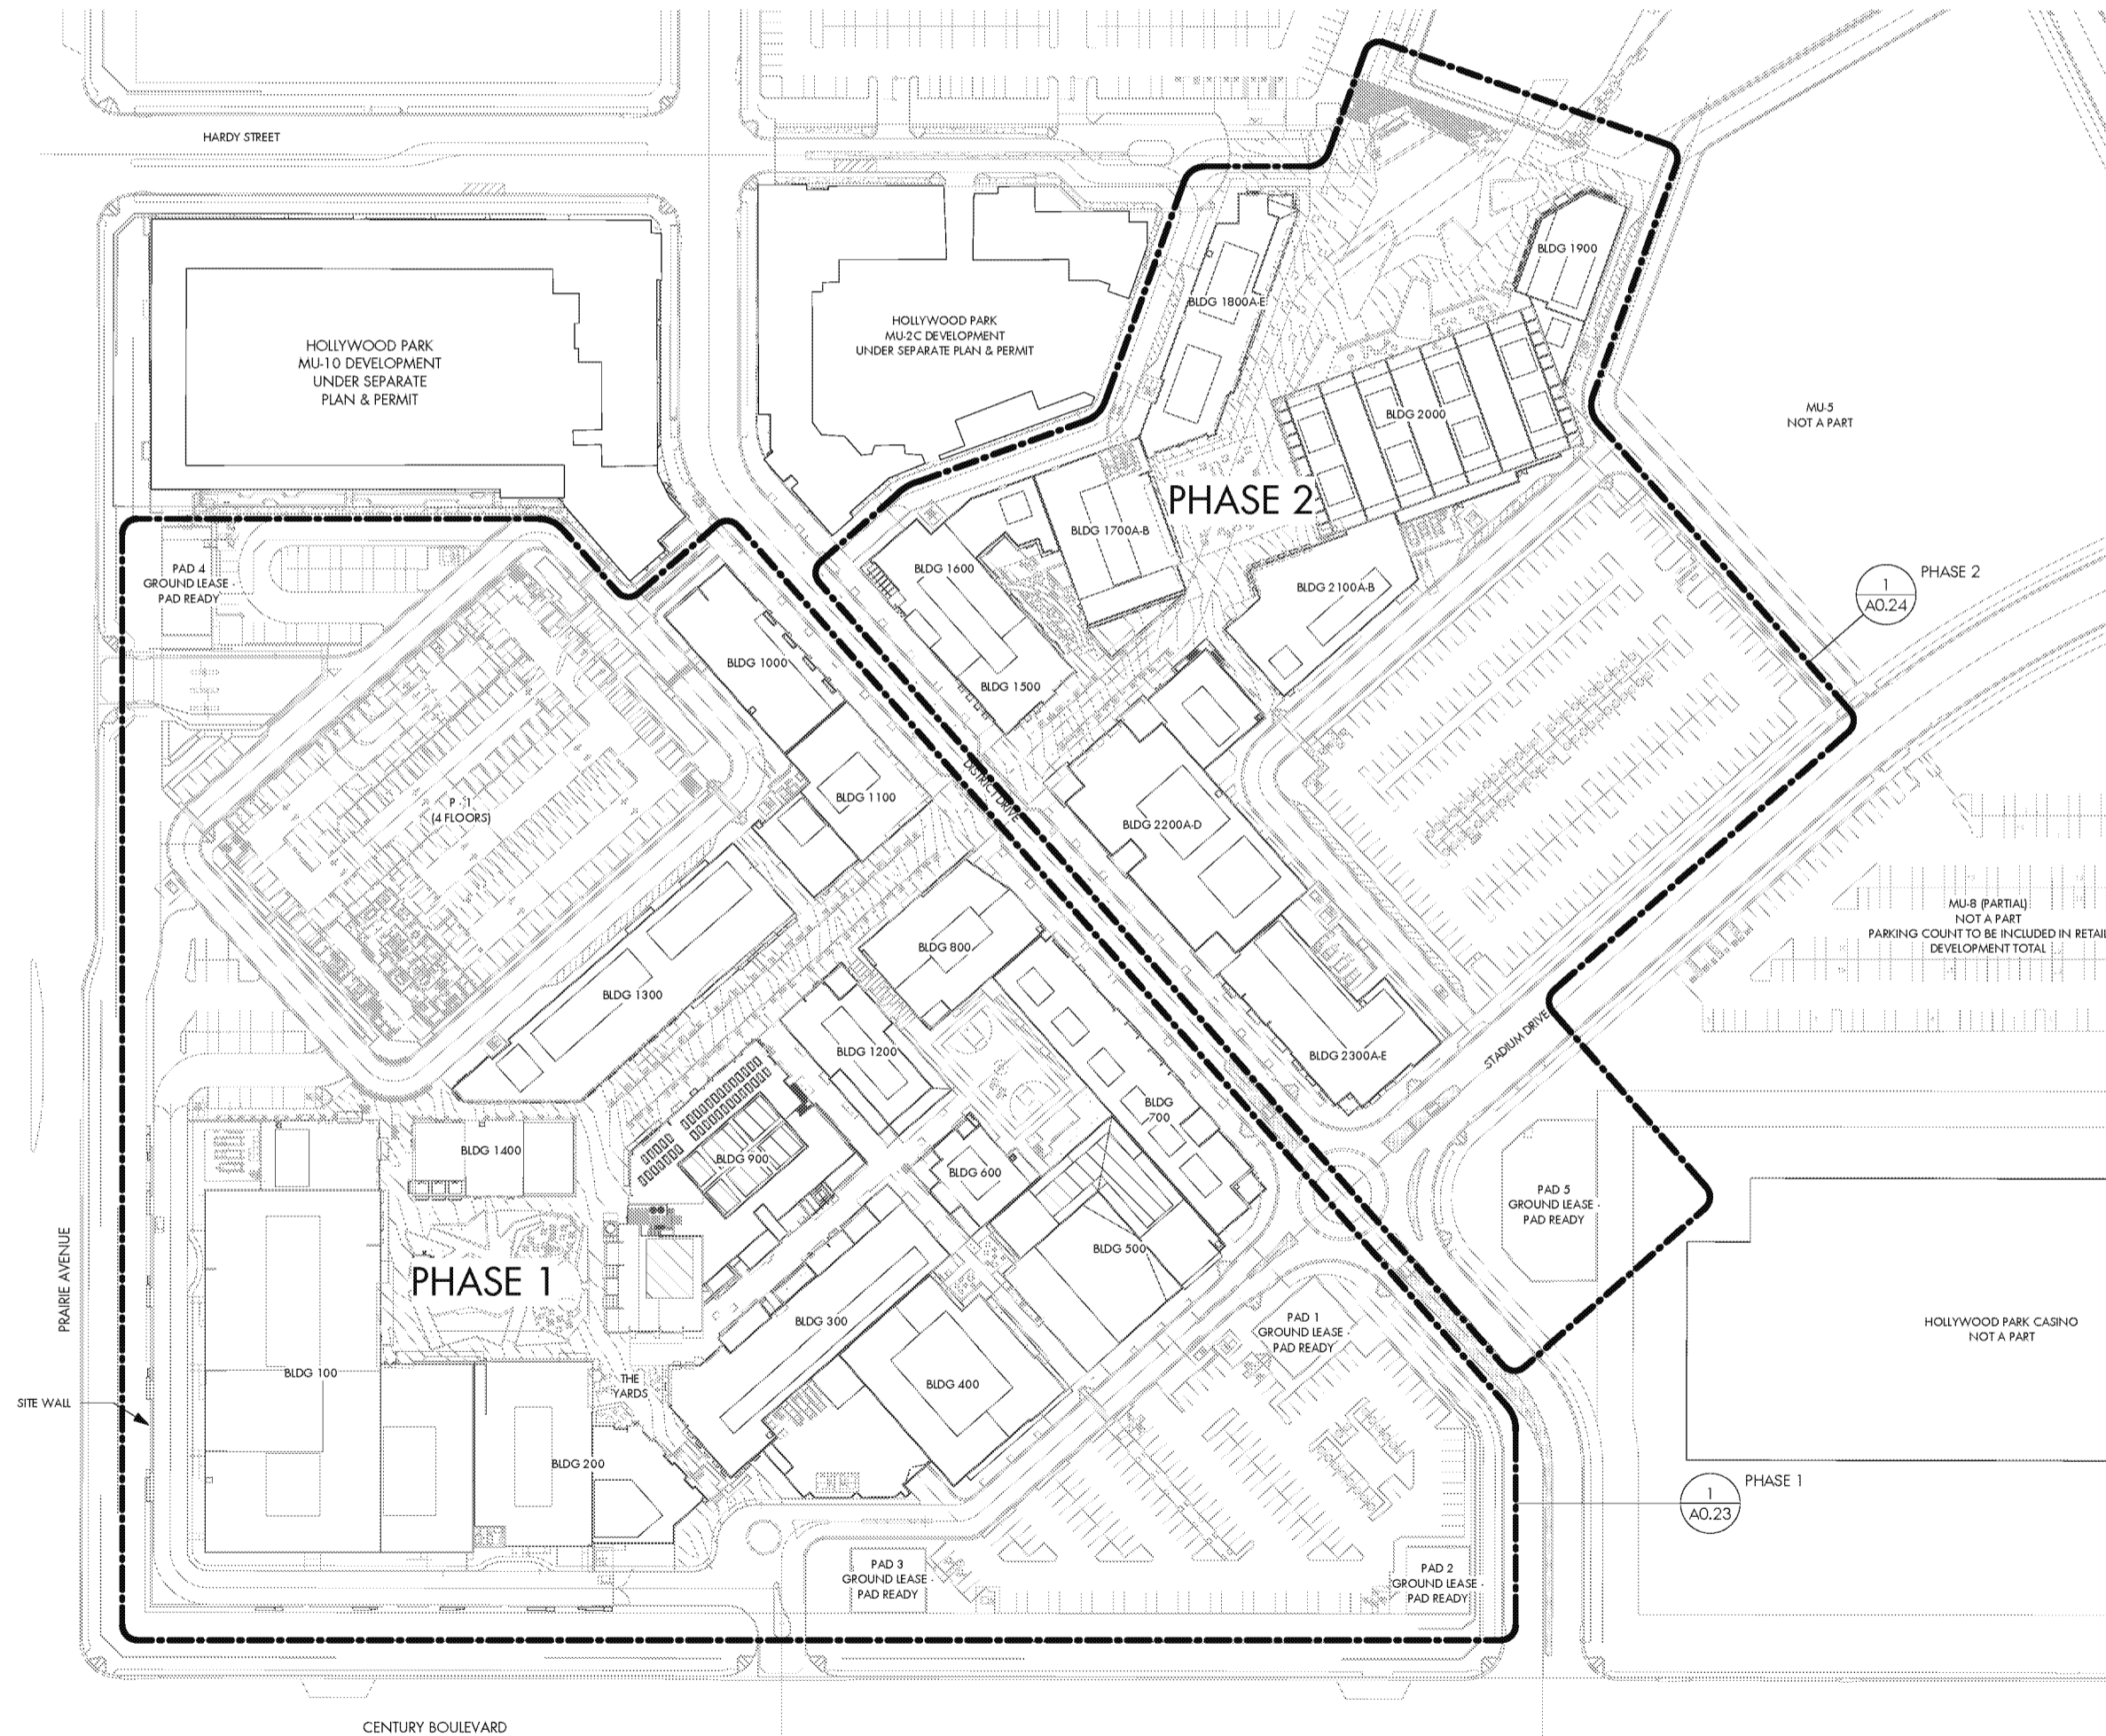 HARDY STREET
BLDG 1900
BLDG 1800A-E
HOLLYWOOD PARK
MU-2C DEVELOPMENT
UNDER SEPARATE PLAN & PERMIT
HOLLYWOOD PARK
MU-10 DEVELOPMENT
UNDER SEPARATE
PLAN & PERMIT
BLDG 2000
MU-5
NOT A PART
PHASE 2
BLDG 1700A-B
BLDG 1600
PAD 4
GROUND LEASE -
PAD READY
BLDG 2100A-B
1
A0.24
PHASE 2
BLDG 1000
BLDG 1500
DISTRICT DRIVE
BLDG 1100
P - 1
(4 FLOORS)
BLDG 2200A-D
MU-8 (PARTIAL)
NOT A PART
PARKING COUNT TO BE INCLUDED IN RETAIL
DEVELOPMENT TOTAL
BLDG 800
BLDG 1300
BLDG 1200
BLDG 2300A-E
STADIUM DRIVE
BLDG
700
BLDG 1400
BLDG 900
BLDG 600
PAD 5
GROUND LEASE -
PAD READY
BLDG 500
PHASE 1
PRAIRIE AVENUE
BLDG 300
PAD 1
GROUND LEASE -
PAD READY
HOLLYWOOD PARK CASINO
NOT A PART
BLDG 100
THE
YARDS
BLDG 400
SITE WALL
BLDG 200
1
A0.23
PHASE 1
PAD 3
GROUND LEASE -
PAD READY
PAD 2
GROUND LEASE -
PAD READY
CENTURY BOULEVARD